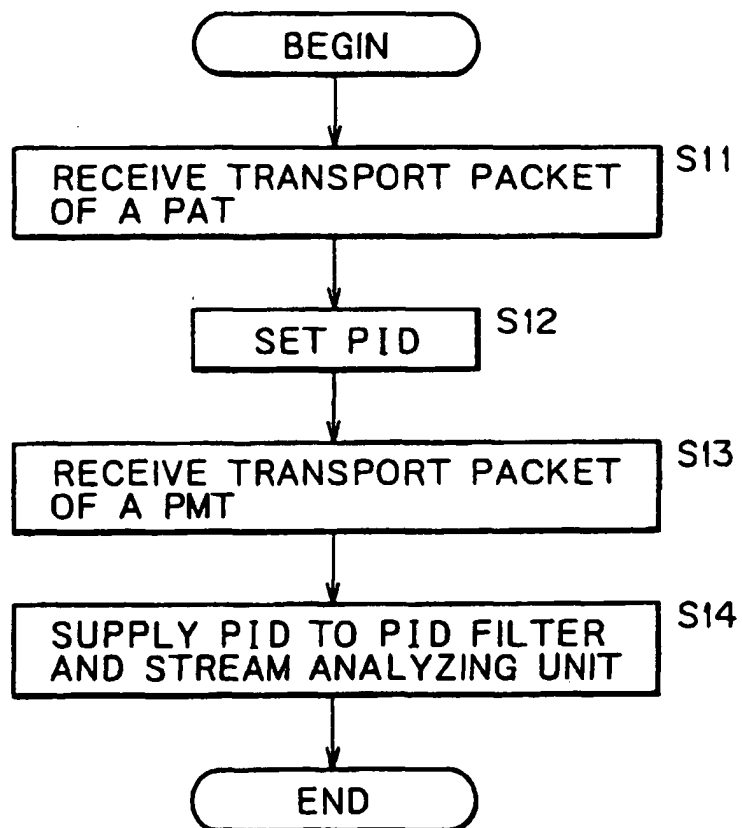 BEGIN
S11
RECEIVE TRANSPORT PACKET
OF A PAT
S12
SET PID
S13
RECEIVE TRANSPORT PACKET
OF A PMT
S14
SUPPLY PID TO PID FILTER
AND STREAM ANALYZING UNIT
END